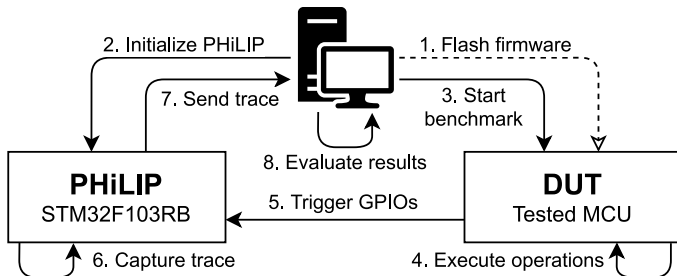 2. Initialize PHiLIP
1. Flash firmware
7. Send trace
3. Start
benchmark
8. Evaluate results
PHiLIP
STM32F103RB
DUT
Tested MCU
5. Trigger GPIOs
6. Capture trace
4. Execute operations